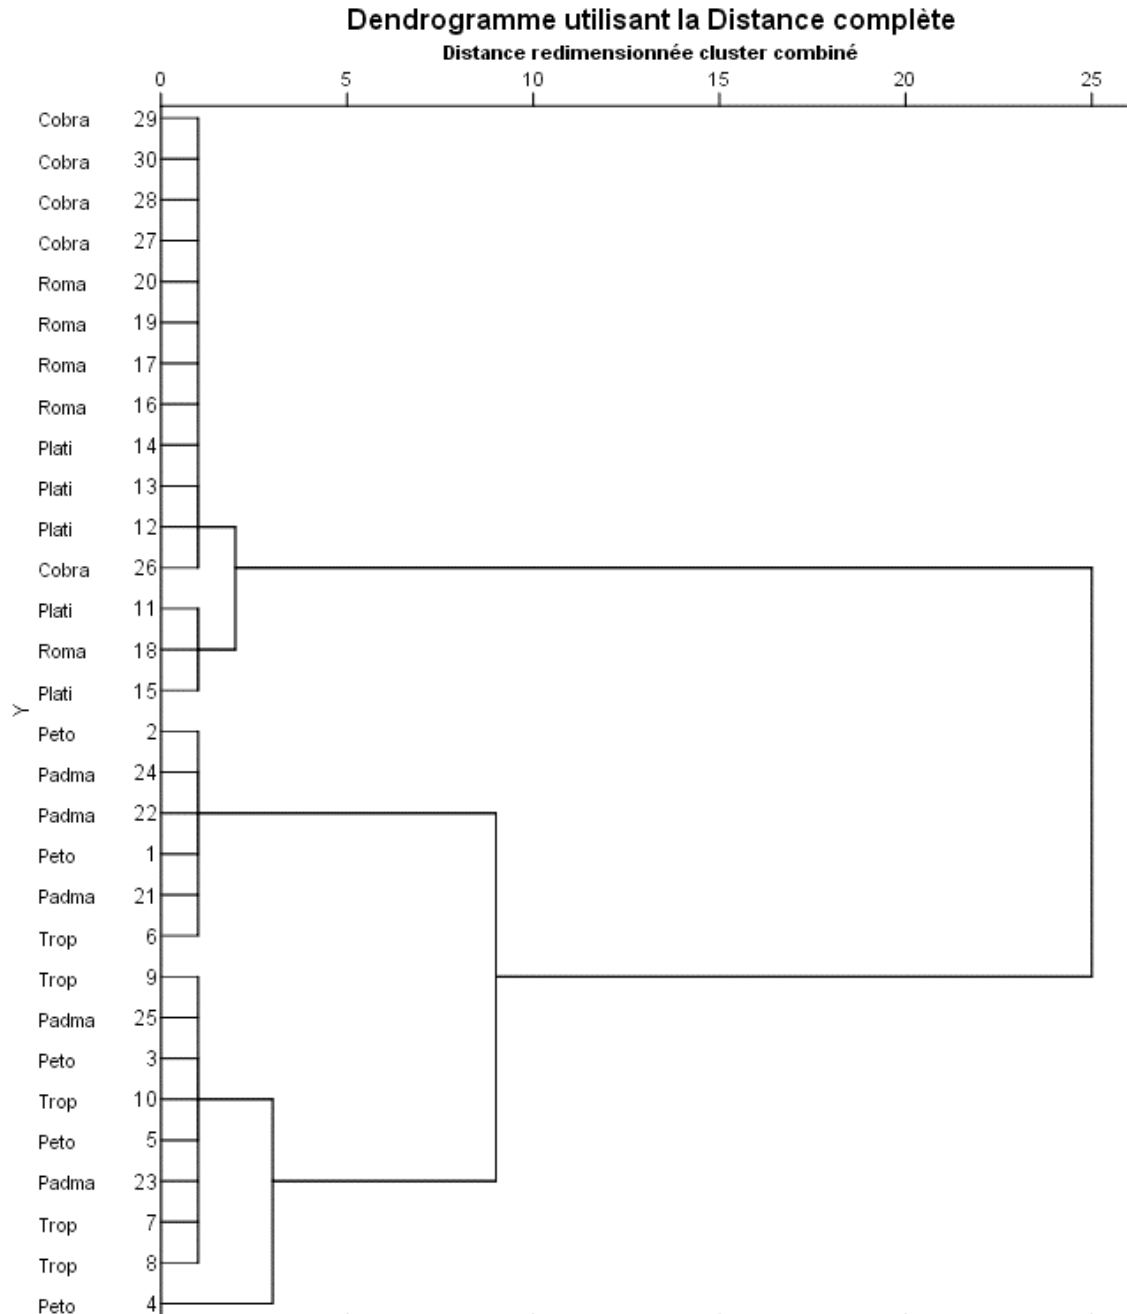 Dendrogramme utilisant la Distance complète
Distance redimensionnée cluster combiné
0 5 10 15 20 25
Cobra 29
Cobra 30
Cobra 28
Cobra 27
Roma 20
Roma 19
Roma 17
Roma 16
Plati 14
Plati 13
Plati 12
Cobra 26
Plati 11
Roma 18
Plati 15
Y
Peto 2
Padma 24
Padma 22
Peto 1
Padma 21
Trop 6
Trop 9
Padma 25
Peto 3
Trop 10
Peto 5
Padma 23
Trop 7
Trop 8
Peto 4